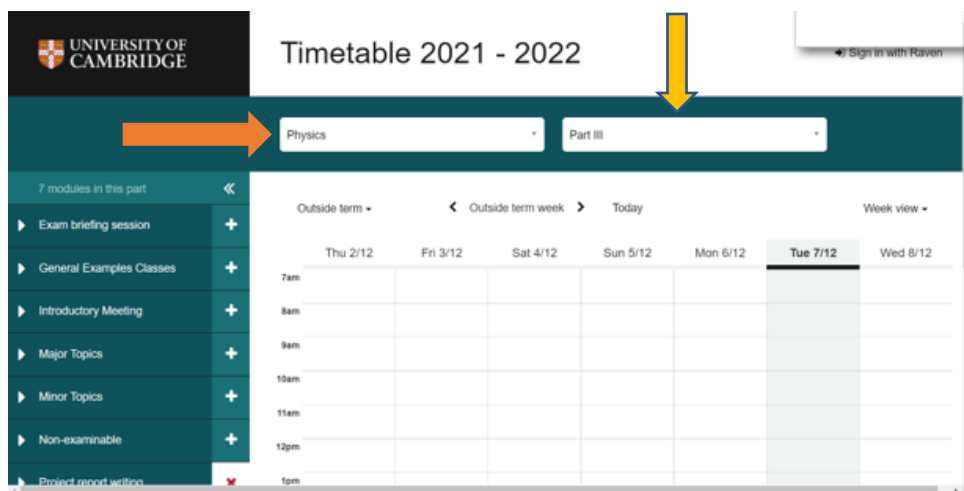 UNIVERSITY OF
CAMBRIDGE
Timetable 2021 - 2022
Sign in with Raven
Physics
Part III
7 modules in this part
Exam briefing session
General Examples Classes
Introductory Meeting
Major Topics
Minor Topics
Non-examinable
Project report writing
Outside term
Outside term week
Today
Week view
Thu 2/12 Fri 3/12 Sat 4/12 Sun 5/12 Mon 6/12 Tue 7/12 Wed 8/12
7am
8am
9am
10am
11am
12pm
1pm